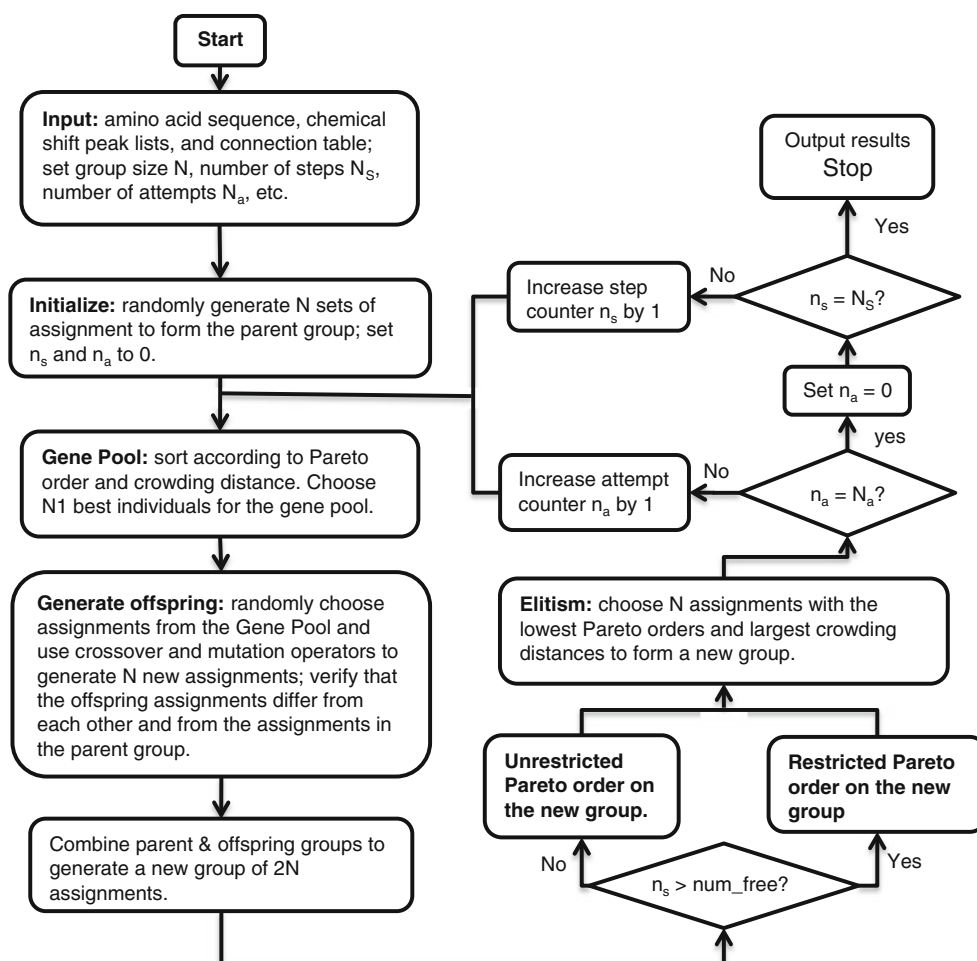 Start
Input: amino acid sequence, chemical
shift peak lists, and connection table;
set group size N, number of steps N_S,
number of attempts N_a, etc.
Initialize: randomly generate N sets of
assignment to form the parent group; set
n_s and n_a to 0.
Gene Pool: sort according to Pareto
order and crowding distance. Choose
N1 best individuals for the gene pool.
Generate offspring: randomly choose
assignments from the Gene Pool and
use crossover and mutation operators to
generate N new assignments; verify that
the offspring assignments differ from
each other and from the assignments in
the parent group.
Combine parent & offspring groups to
generate a new group of 2N
assignments.
n_s > num_free?
No
Yes
Unrestricted
Pareto order on
the new group.
Restricted Pareto
order on the new
group
Elitism: choose N assignments with the
lowest Pareto orders and largest crowding
distances to form a new group.
n_a = N_a?
No
Increase attempt
counter n_a by 1
yes
Set n_a = 0
n_s = N_S?
No
Increase step
counter n_s by 1
Yes
Output results
Stop